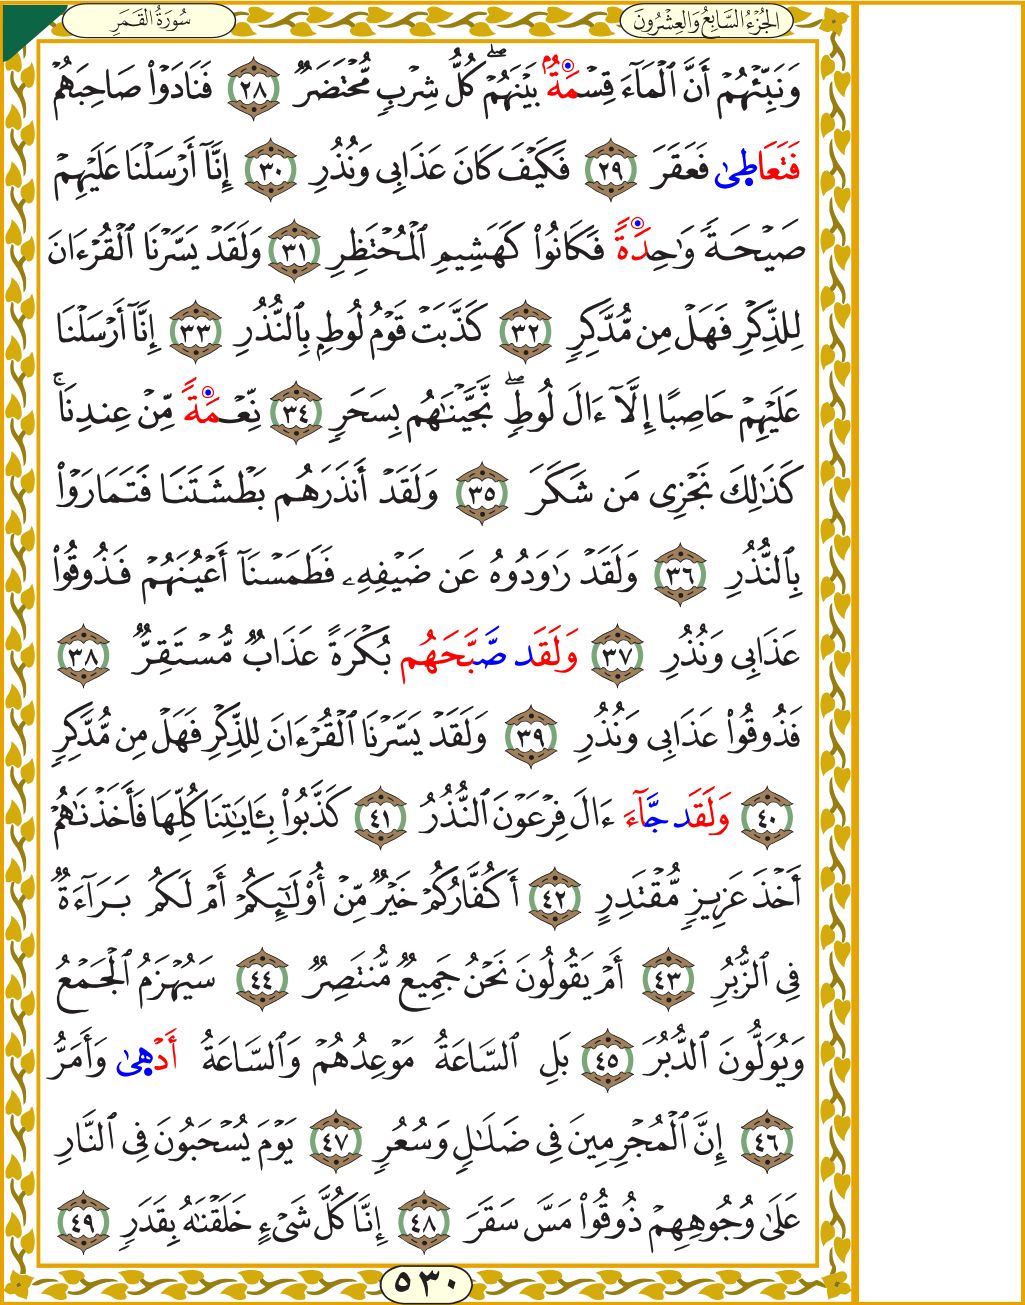 الجُزْءُ السَّابِعُ وَالعِشْرُونَ
سُورَةُ القَمَرِ
وَنَبِّئْهُمْ أَنَّ ٱلْمَآءَ قِسْمَةٌۢ بَيْنَهُمْۖ كُلُّ شِرْبٍ مُّحْتَضَرٌ ٢٨ فَنَادَوْا۟ صَاحِبَهُمْ
فَتَعَاطَىٰ فَعَقَرَ ٢٩ فَكَيْفَ كَانَ عَذَابِى وَنُذُرِ ٣٠ إِنَّآ أَرْسَلْنَا عَلَيْهِمْ
صَيْحَةً وَٰحِدَةً فَكَانُوا۟ كَهَشِيمِ ٱلْمُحْتَظِرِ ٣١ وَلَقَدْ يَسَّرْنَا ٱلْقُرْءَانَ
لِلذِّكْرِ فَهَلْ مِن مُّدَّكِرٍ ٣٢ كَذَّبَتْ قَوْمُ لُوطٍۭ بِٱلنُّذُرِ ٣٣ إِنَّآ أَرْسَلْنَا
عَلَيْهِمْ حَاصِبًا إِلَّآ ءَالَ لُوطٍۖ نَّجَّيْنَٰهُم بِسَحَرٍ ٣٤ نِّعْمَةً مِّنْ عِندِنَاۚ
كَذَٰلِكَ نَجْزِى مَن شَكَرَ ٣٥ وَلَقَدْ أَنذَرَهُم بَطْشَتَنَا فَتَمَارَوْا۟
بِٱلنُّذُرِ ٣٦ وَلَقَدْ رَٰوَدُوهُ عَن ضَيْفِهِۦ فَطَمَسْنَآ أَعْيُنَهُمْ فَذُوقُوا۟
عَذَابِى وَنُذُرِ ٣٧ وَلَقَد صَّبَّحَهُم بُكْرَةً عَذَابٌ مُّسْتَقِرٌّ ٣٨
فَذُوقُوا۟ عَذَابِى وَنُذُرِ ٣٩ وَلَقَدْ يَسَّرْنَا ٱلْقُرْءَانَ لِلذِّكْرِ فَهَلْ مِن مُّدَّكِرٍ
٤٠ وَلَقَد جَّآءَ ءَالَ فِرْعَوْنَ ٱلنُّذُرُ ٤١ كَذَّبُوا۟ بِـَٔايَٰتِنَا كُلِّهَا فَأَخَذْنَٰهُمْ
أَخْذَ عَزِيزٍ مُّقْتَدِرٍ ٤٢ أَكُفَّارُكُمْ خَيْرٌ مِّنْ أُو۟لَٰٓئِكُمْ أَمْ لَكُم بَرَآءَةٌ
فِى ٱلزُّبُرِ ٤٣ أَمْ يَقُولُونَ نَحْنُ جَمِيعٌ مُّنتَصِرٌ ٤٤ سَيُهْزَمُ ٱلْجَمْعُ
وَيُوَلُّونَ ٱلدُّبُرَ ٤٥ بَلِ ٱلسَّاعَةُ مَوْعِدُهُمْ وَٱلسَّاعَةُ أَدْهَىٰ وَأَمَرُّ
٤٦ إِنَّ ٱلْمُجْرِمِينَ فِى ضَلَٰلٍ وَسُعُرٍ ٤٧ يَوْمَ يُسْحَبُونَ فِى ٱلنَّارِ
عَلَىٰ وُجُوهِهِمْ ذُوقُوا۟ مَسَّ سَقَرَ ٤٨ إِنَّا كُلَّ شَىْءٍ خَلَقْنَٰهُ بِقَدَرٍ ٤٩
٥٣٠